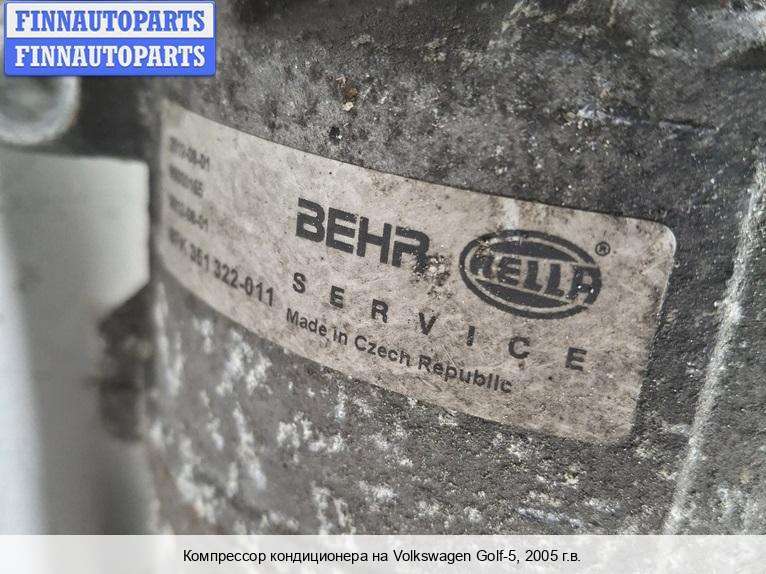 FINNAUTOPARTS
FINNAUTOPARTS
BEHR HELLA ®
SERVICE
Made in Czech Republic
351 322-011
Компрессор кондиционера на Volkswagen Golf-5, 2005 г.в.